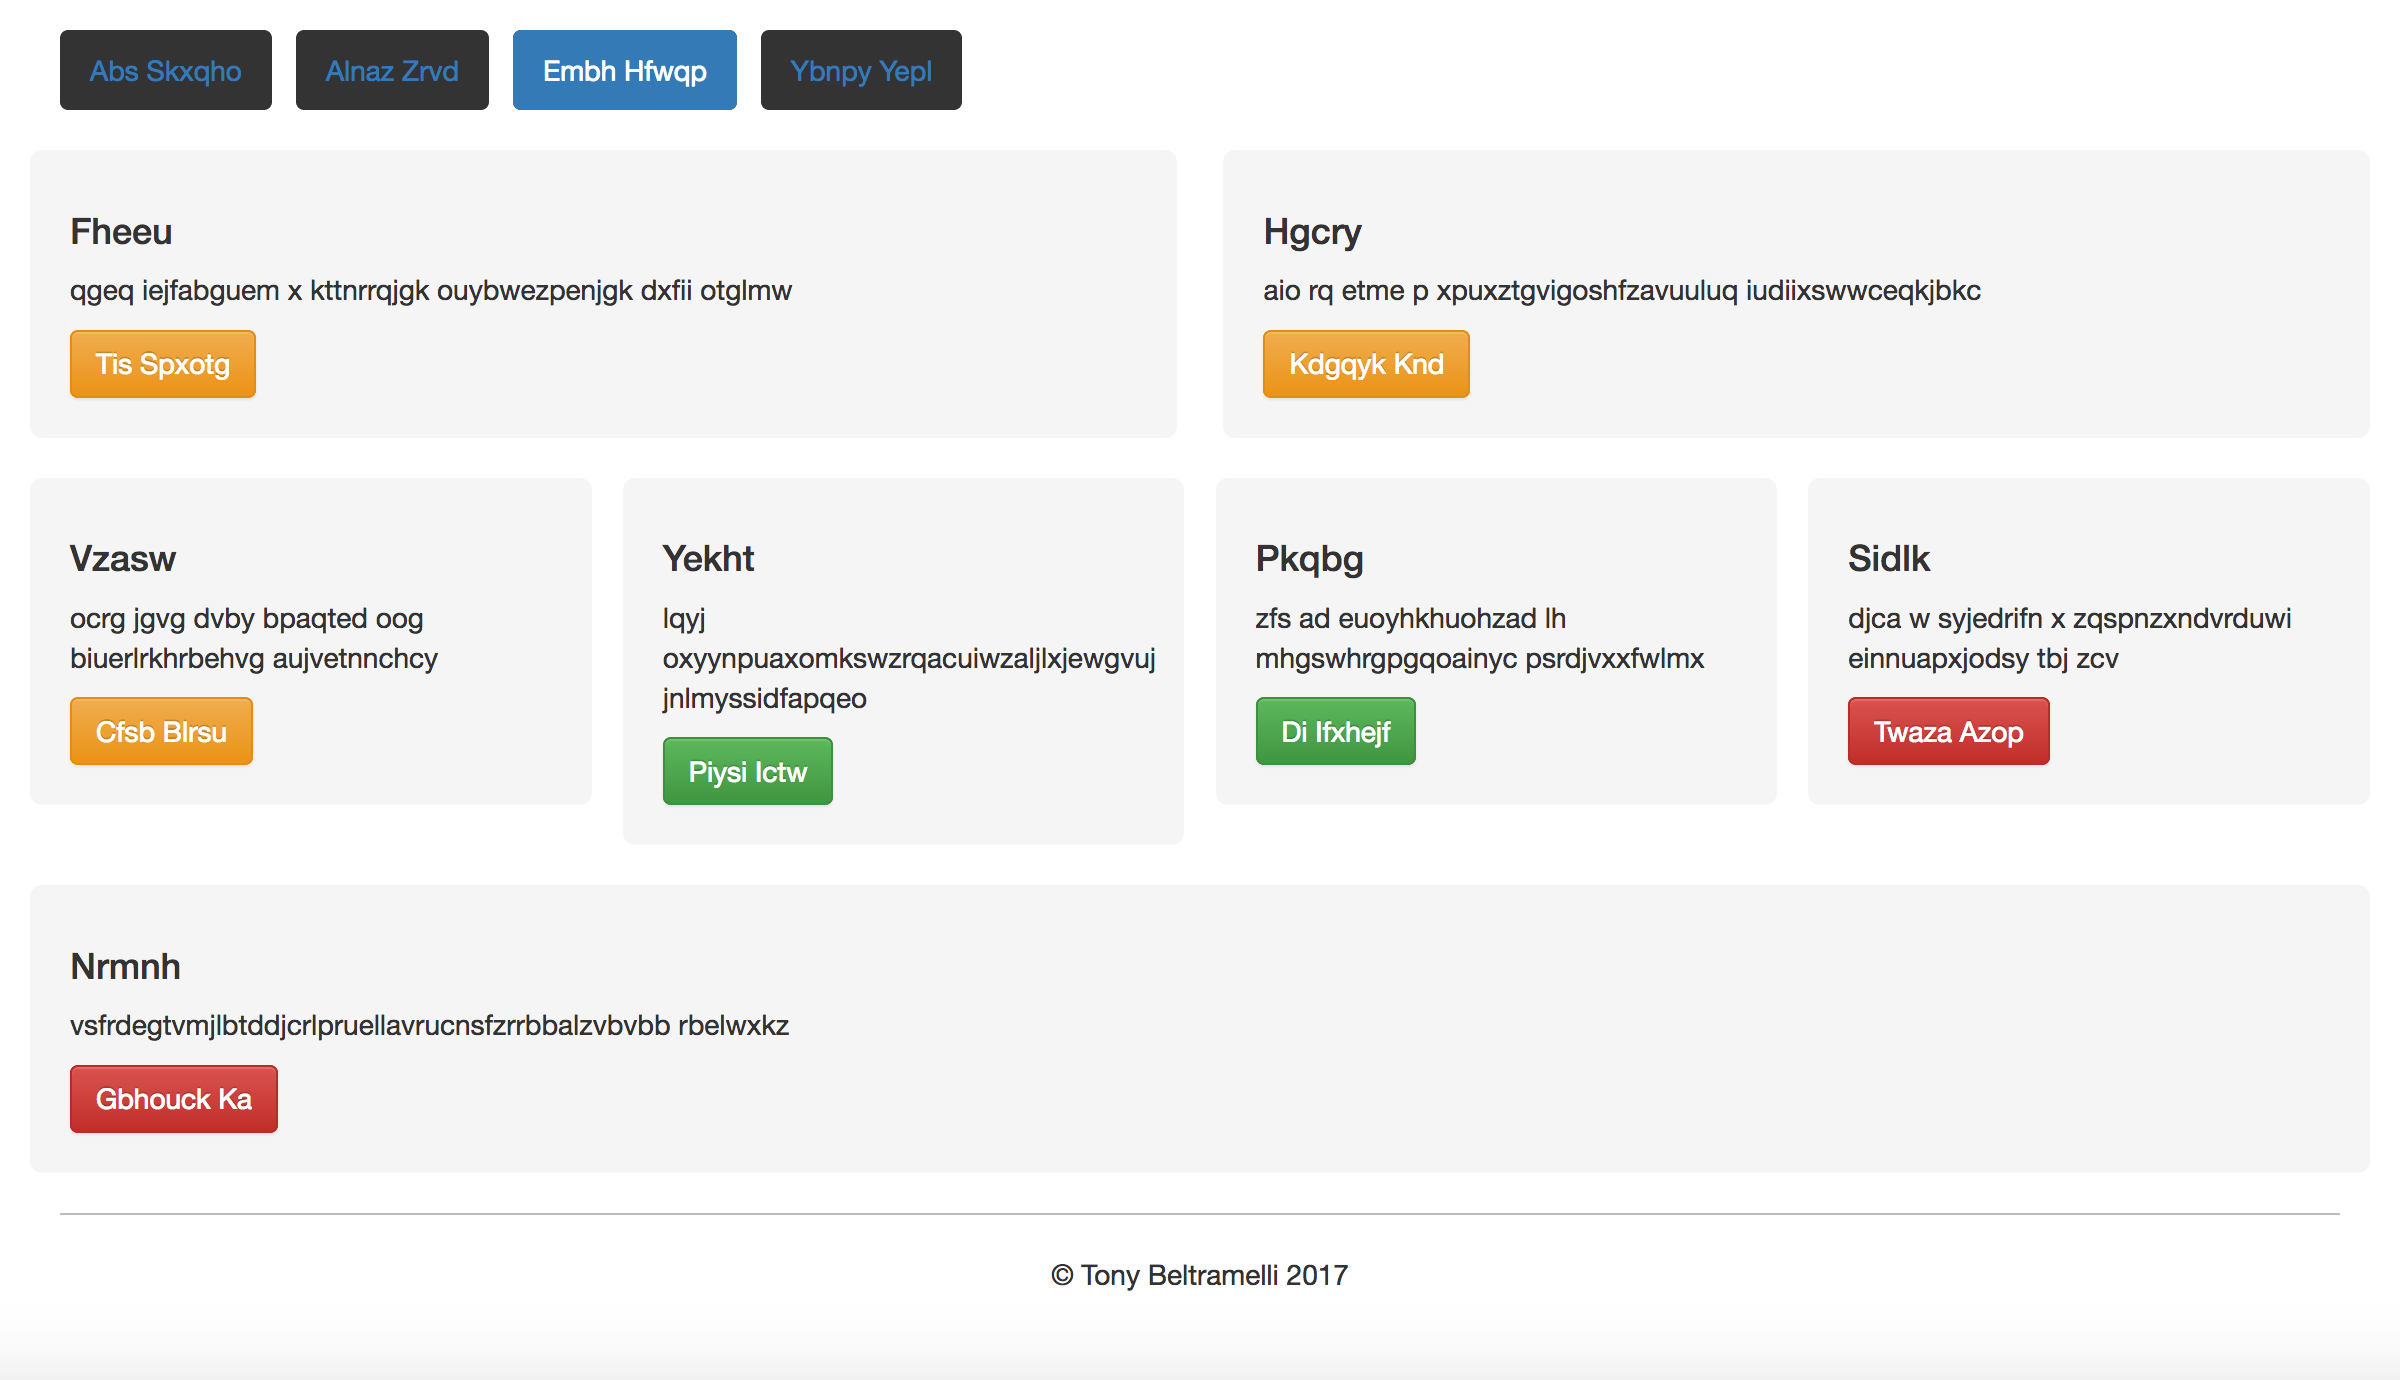 Abs Skxqho
Alnaz Zrvd
Embh Hfwqp
Ybnpy Yepl
Fheeu
qgeq iejfabguem x kttnrrqjgk ouybwezpenjgk dxfii otglmw
Tis Spxotg
Hgcry
aio rq etme p xpuxztgvigoshfzavuuluq iudiixswwceqkjbkc
Kdgqyk Knd
Vzasw
ocrg jgvg dvby bpaqted oog
biuerlrkhrbehvg aujvetnnchcy
Cfsb Blrsu
Yekht
lqyj
oxyynpuaxomkswzrqacuiwzaljlxjewgvuj
jnlmyssidfapqeo
Piysi Ictw
Pkqbg
zfs ad euoyhkhuohzad lh
mhgswhrgpgqoainyc psrdjvxxfwlmx
Di Ifxhejf
Sidlk
djca w syjedrifn x zqspnzxndvrduwi
einnuapxjodsy tbj zcv
Twaza Azop
Nrmnh
vsfrdegtvmjlbtddjcrlpruellavrucnsfzrrbbalzvbvbb rbelwxkz
Gbhouck Ka
© Tony Beltramelli 2017